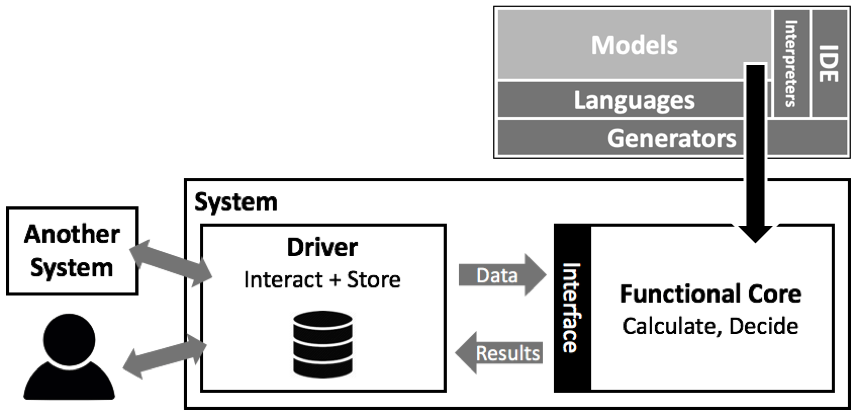 Models
Interpreters
IDE
Languages
Generators
System
Another
System
Driver
Interact + Store
Data
Results
Interface
Functional Core
Calculate, Decide